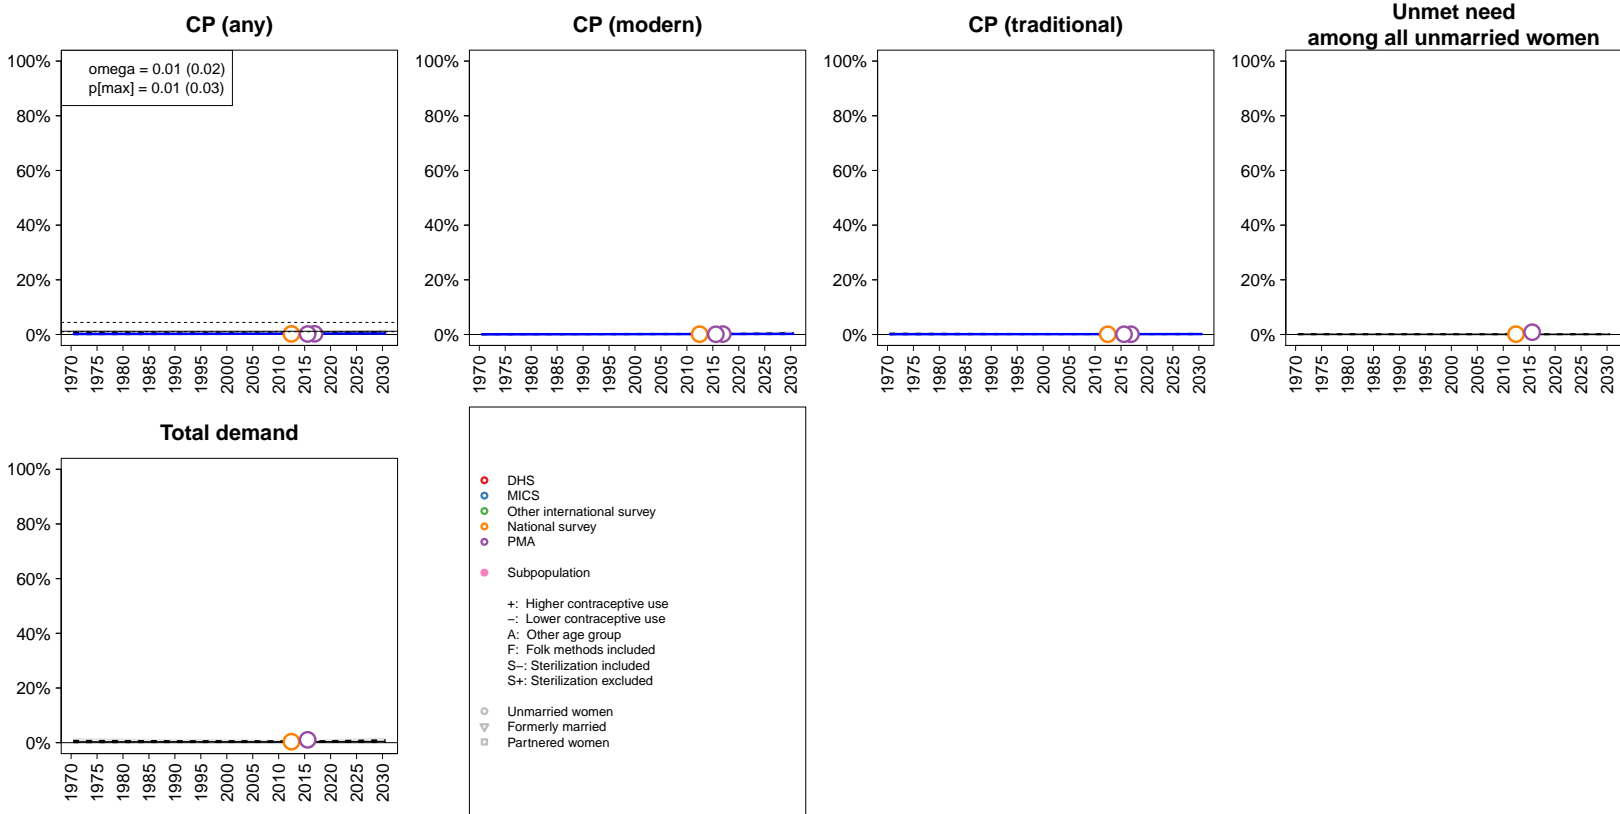 CP (any)
CP (modern)
CP (traditional)
Unmet need
among all unmarried women
100%
80%
60%
40%
20%
0%
omega = 0.01 (0.02)
p[max] = 0.01 (0.03)
1970 1975 1980 1985 1990 1995 2000 2005 2010 2015 2020 2025 2030
100%
80%
60%
40%
20%
0%
1970 1975 1980 1985 1990 1995 2000 2005 2010 2015 2020 2025 2030
100%
80%
60%
40%
20%
0%
1970 1975 1980 1985 1990 1995 2000 2005 2010 2015 2020 2025 2030
100%
80%
60%
40%
20%
0%
1970 1975 1980 1985 1990 1995 2000 2005 2010 2015 2020 2025 2030
Total demand
100%
80%
60%
40%
20%
0%
1970 1975 1980 1985 1990 1995 2000 2005 2010 2015 2020 2025 2030
DHS
MICS
Other international survey
National survey
PMA
Subpopulation
+: Higher contraceptive use
−: Lower contraceptive use
A: Other age group
F: Folk methods included
S−: Sterilization included
S+: Sterilization excluded
Unmarried women
Formerly married
Partnered women